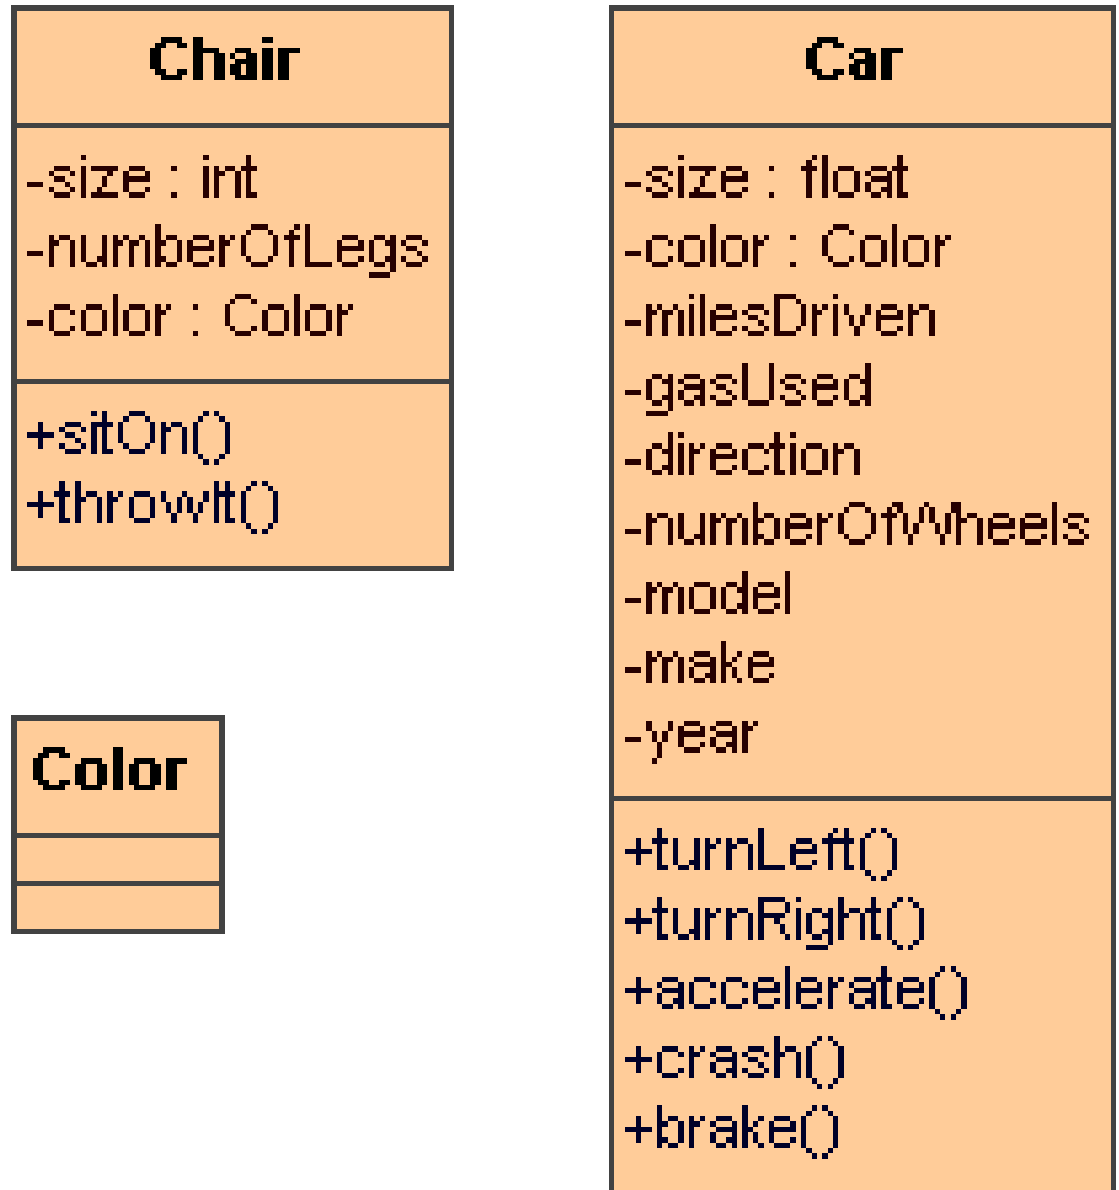 Chair
-size : int
-numberOfLegs
-color : Color
+sitOn()
+throwIt()
Color
Car
-size : float
-color : Color
-milesDriven
-gasUsed
-direction
-numberOfWheels
-model
-make
-year
+turnLeft()
+turnRight()
+accelerate()
+crash()
+brake()